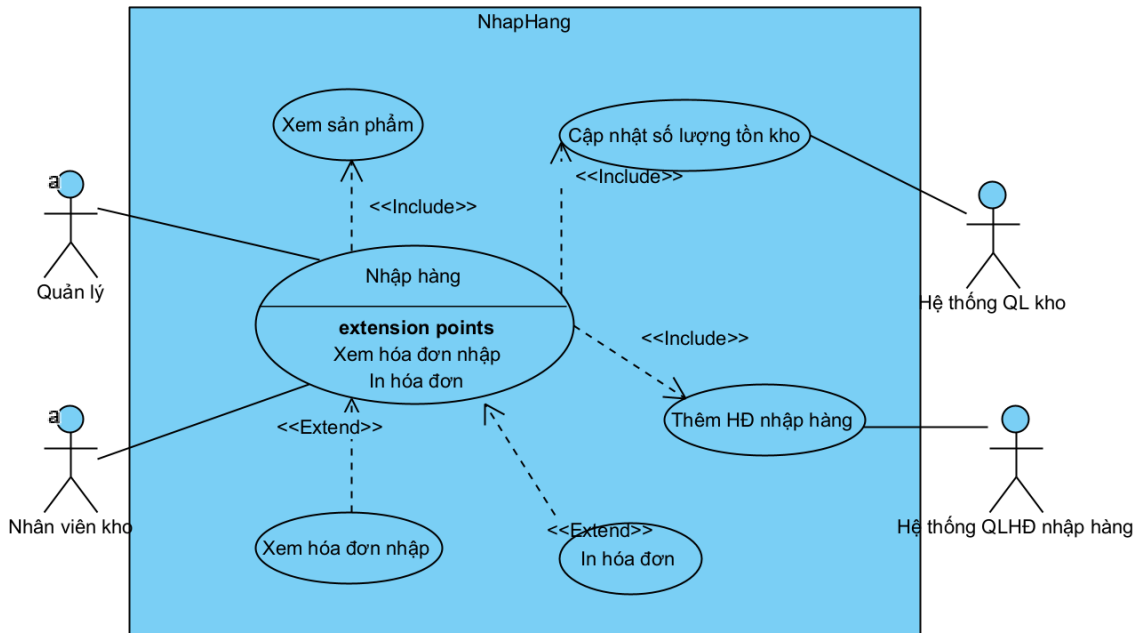 NhapHang
Xem sản phẩm
Cập nhật số lượng tồn kho
<<Include>>
<<Include>>
a
Quản lý
Nhập hàng
Hệ thống QL kho
extension points
Xem hóa đơn nhập
In hóa đơn
<<Include>>
a
<<Extend>>
Thêm HĐ nhập hàng
Nhân viên kho
Hệ thống QLHĐ nhập hàng
<<Extend>>
Xem hóa đơn nhập
In hóa đơn